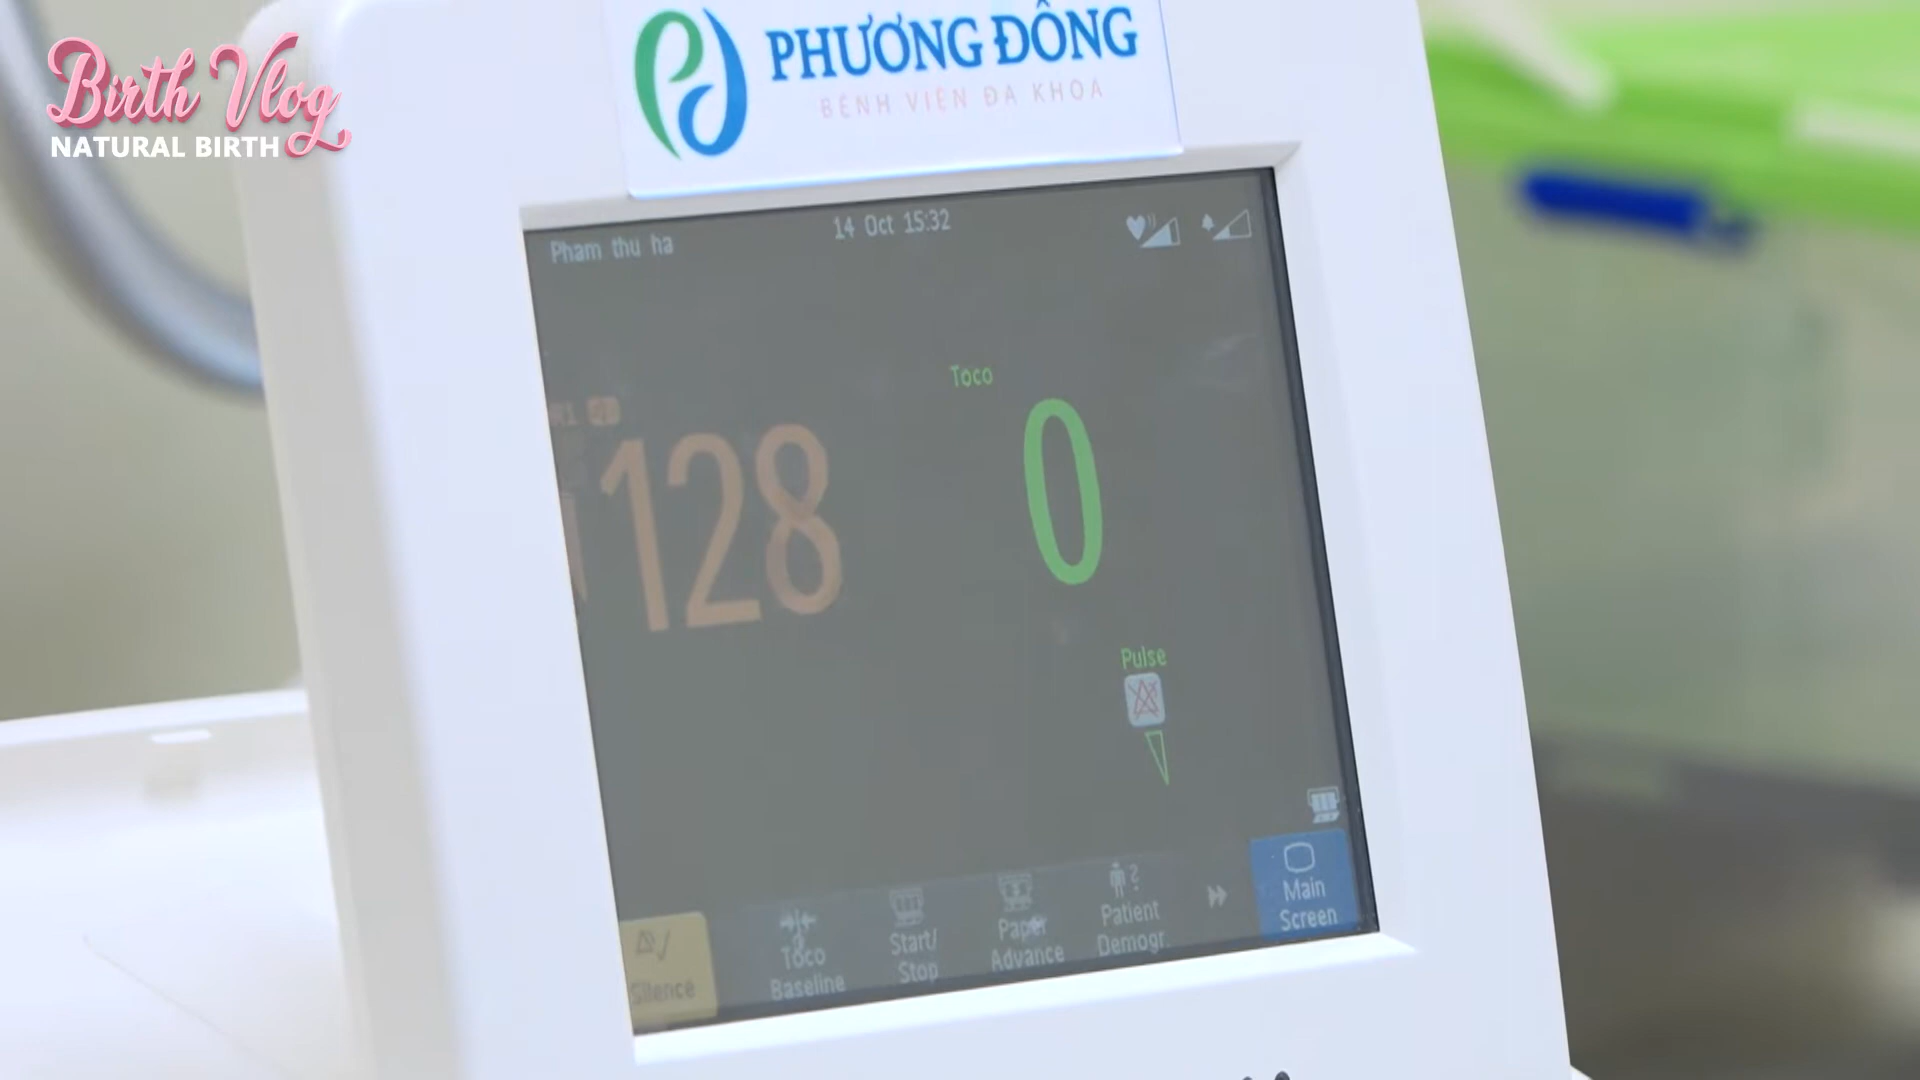 Birth Vlog
NATURAL BIRTH
PHƯƠNG ĐÔNG
BỆNH VIỆN ĐA KHOA
Pham thu ha
14 Oct 15:32
Toco
128
0
Pulse
Silence
Toco Baseline
Start/ Stop
Paper Advance
Patient Demogr.
Main Screen